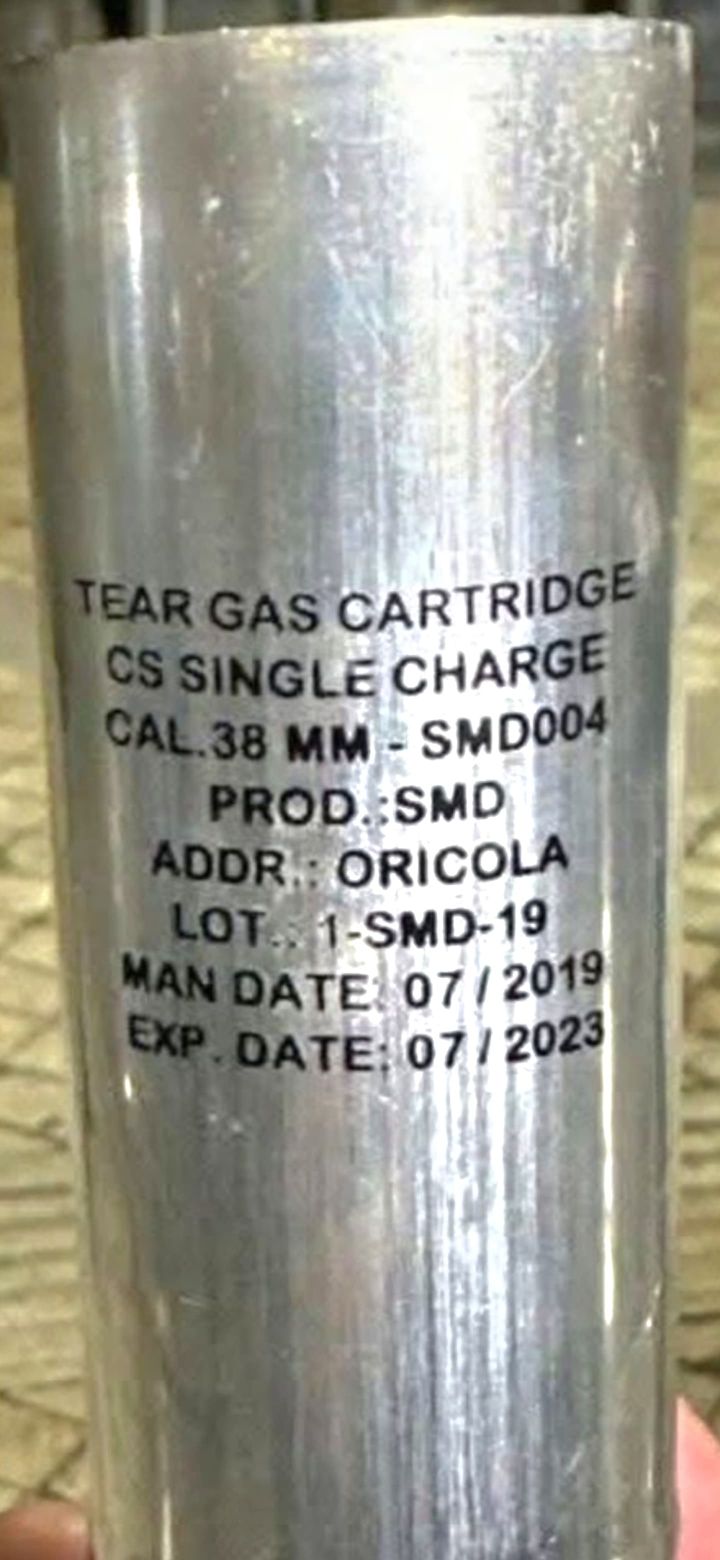 TEAR GAS CARTRIDGE
CS SINGLE CHARGE
CAL.38 MM - SMD004
PROD.:SMD
ADDR.: ORICOLA
LOT.: 1-SMD-19
MAN DATE: 07/2019
EXP. DATE: 07/2023